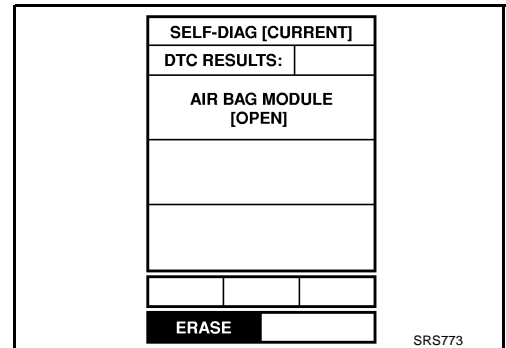 SELF-DIAG [CURRENT]
DTC RESULTS:
AIR BAG MODULE
[OPEN]
ERASE
SRS773